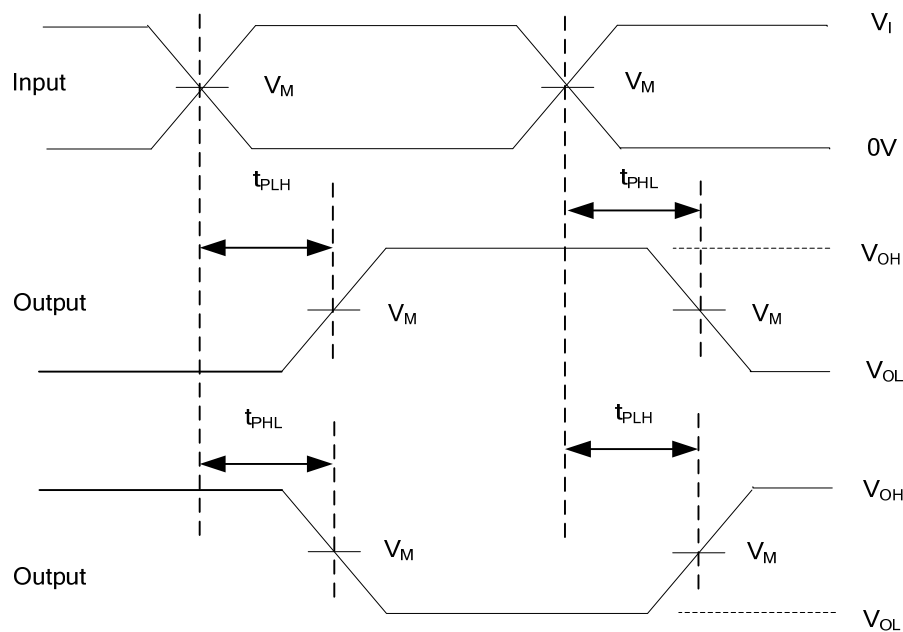 V_I
Input
V_M
V_M
0V
t_PLH
t_PHL
V_OH
Output
V_M
V_M
V_OL
t_PHL
t_PLH
V_OH
V_M
V_M
Output
V_OL